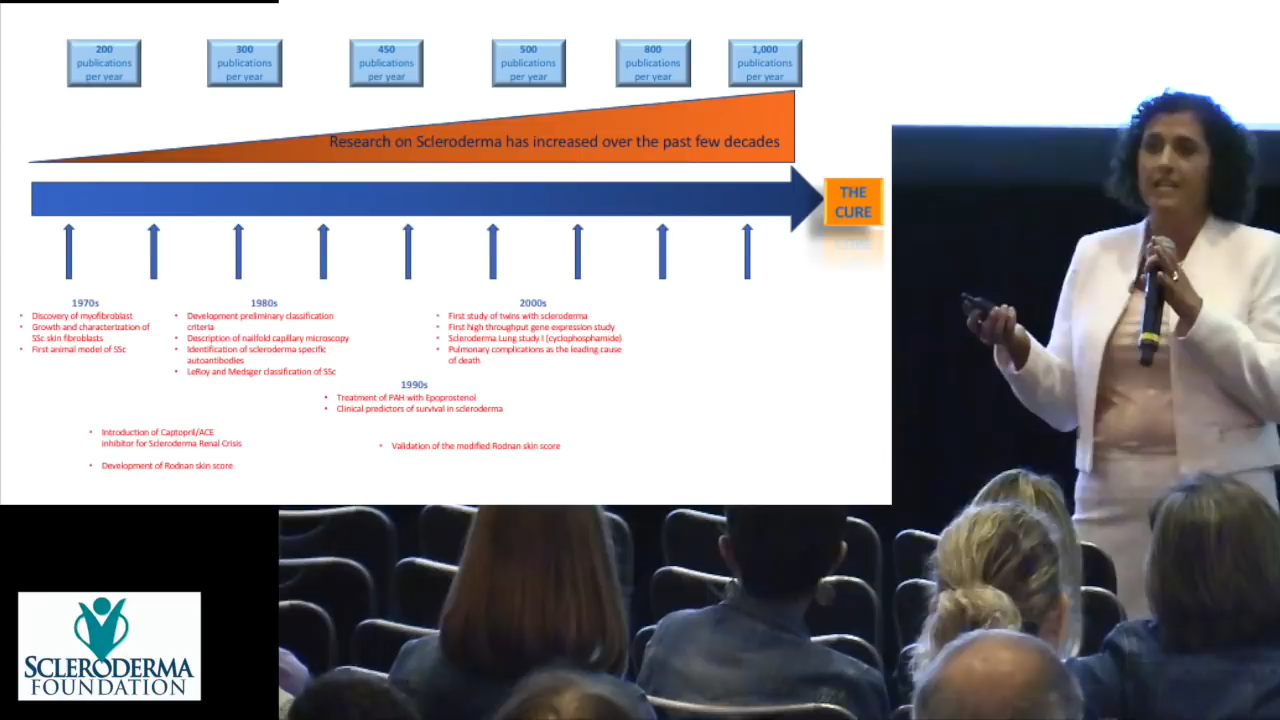 200
publications
per year
300
publications
per year
450
publications
per year
500
publications
per year
800
publications
per year
1,000
publications
per year
Research on Scleroderma has increased over the past few decades
THE
CURE
1970s
• Discovery of myofibroblast
• Growth and characterization of
SSc skin fibroblasts
• First animal model of SSc
1980s
• Development preliminary classification
criteria
• Description of nailfold capillary microscopy
• Identification of scleroderma specific
autoantibodies
• LeRoy and Medsger classification of SSc
2000s
• First study of twins with scleroderma
• First high throughput gene expression study
• Scleroderma Lung study I (cyclophosphamide)
• Pulmonary complications as the leading cause
of death
1990s
• Treatment of PAH with Epoprostenol
• Clinical predictors of survival in scleroderma
• Introduction of Captopril/ACE
inhibitor for Scleroderma Renal Crisis
• Development of Rodnan skin score
• Validation of the modified Rodnan skin score
SCLERODERMA
FOUNDATION